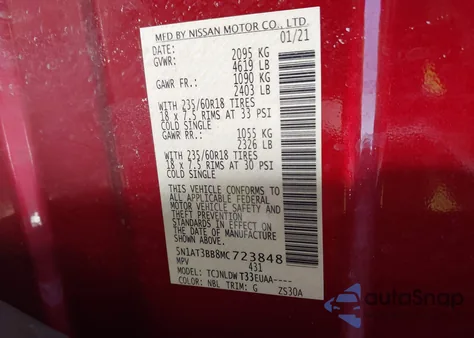 MFD BY NISSAN MOTOR CO., LTD.
DATE: 01/21
GVWR: 2095 KG
4619 LB
GAWR FR.: 1090 KG
2403 LB
WITH 235/60R18 TIRES
18 x 7.5 RIMS AT 33 PSI
COLD SINGLE
GAWR RR.: 1055 KG
2326 LB
WITH 235/60R18 TIRES
18 x 7.5 RIMS AT 30 PSI
COLD SINGLE
THIS VEHICLE CONFORMS TO
ALL APPLICABLE FEDERAL
MOTOR VEHICLE SAFETY AND
THEFT PREVENTION
STANDARDS IN EFFECT ON
THE DATE OF MANUFACTURE
SHOWN ABOVE.
5N1AT3BB8MC723848
MPV 431
MODEL: TCJNLDWT33EUAA----
COLOR: NBL TRIM: G Z530A
autoSnap